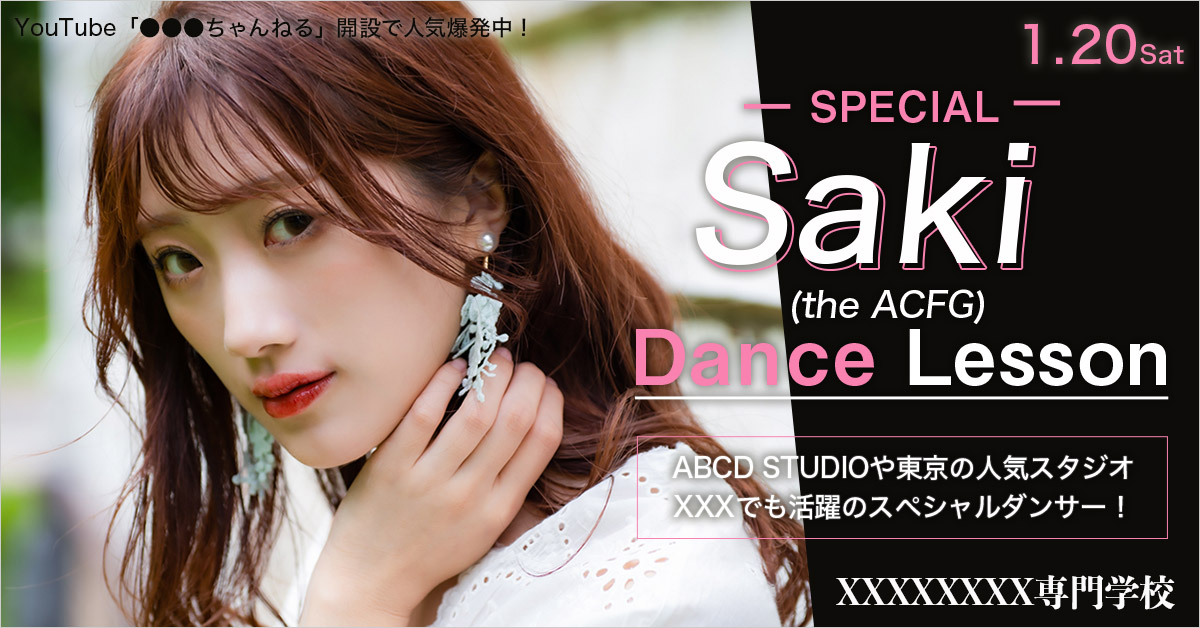 YouTube「●●●ちゃんねる」開設で人気爆発中！
1.20Sat
SPECIAL
Saki
(the ACFG)
Dance Lesson
ABCD STUDIOや東京の人気スタジオ
XXXでも活躍のスペシャルダンサー！
XXXXXXXX専門学校